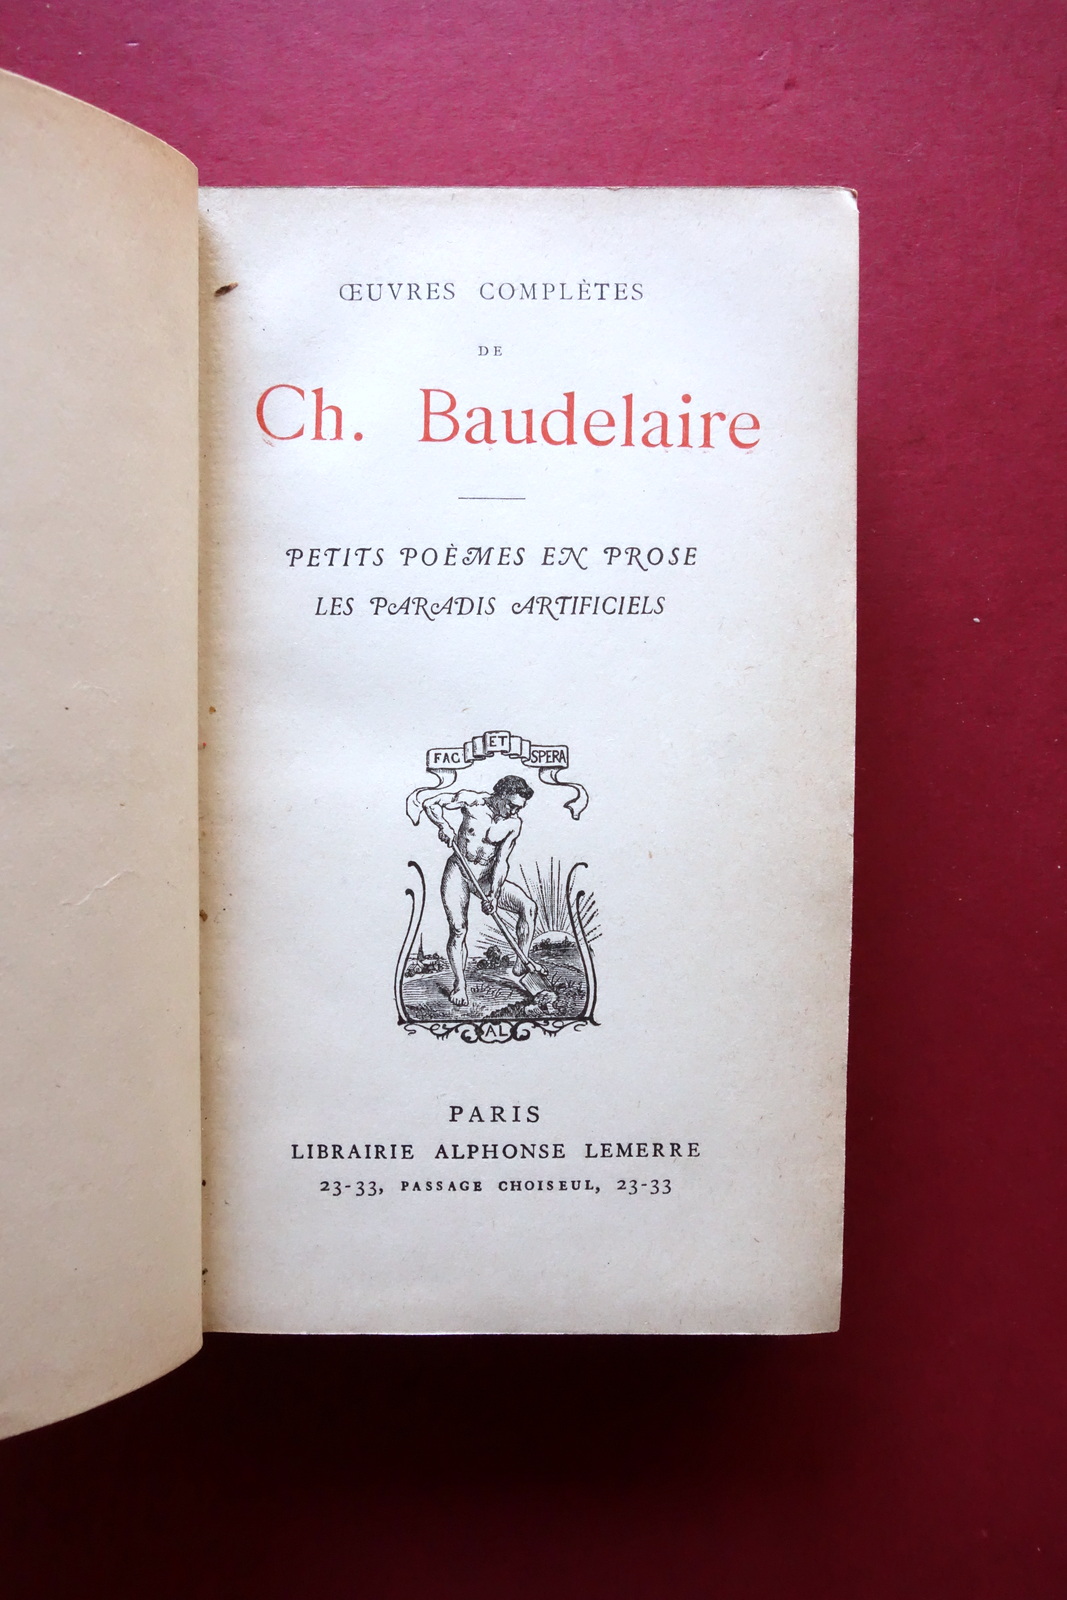 ŒUVRES COMPLÈTES
DE
Ch. Baudelaire
PETITS POÈMES EN PROSE
LES PARADIS ARTIFICIELS
FAC ET SPERA
AL
PARIS
LIBRAIRIE ALPHONSE LEMERRE
23-33, PASSAGE CHOISEUL, 23-33